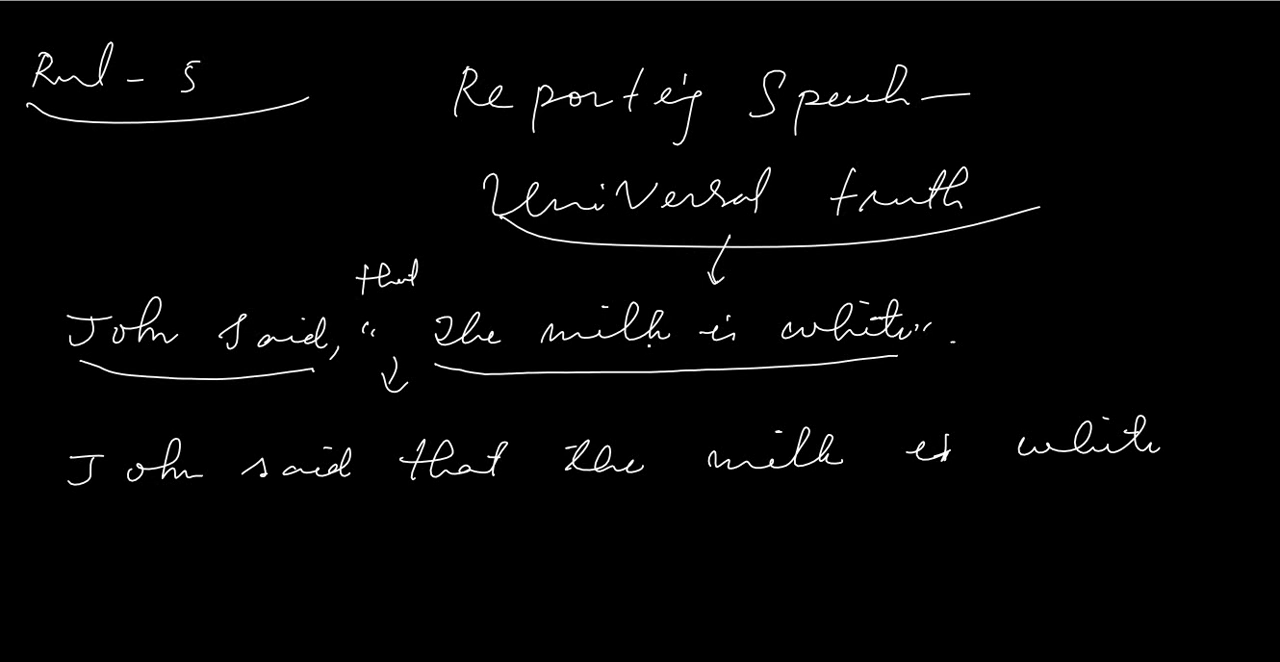 Rul - 5
Reporting Speech -
Universal truth
that
John said, " The milk is white".
John said that the milk is white